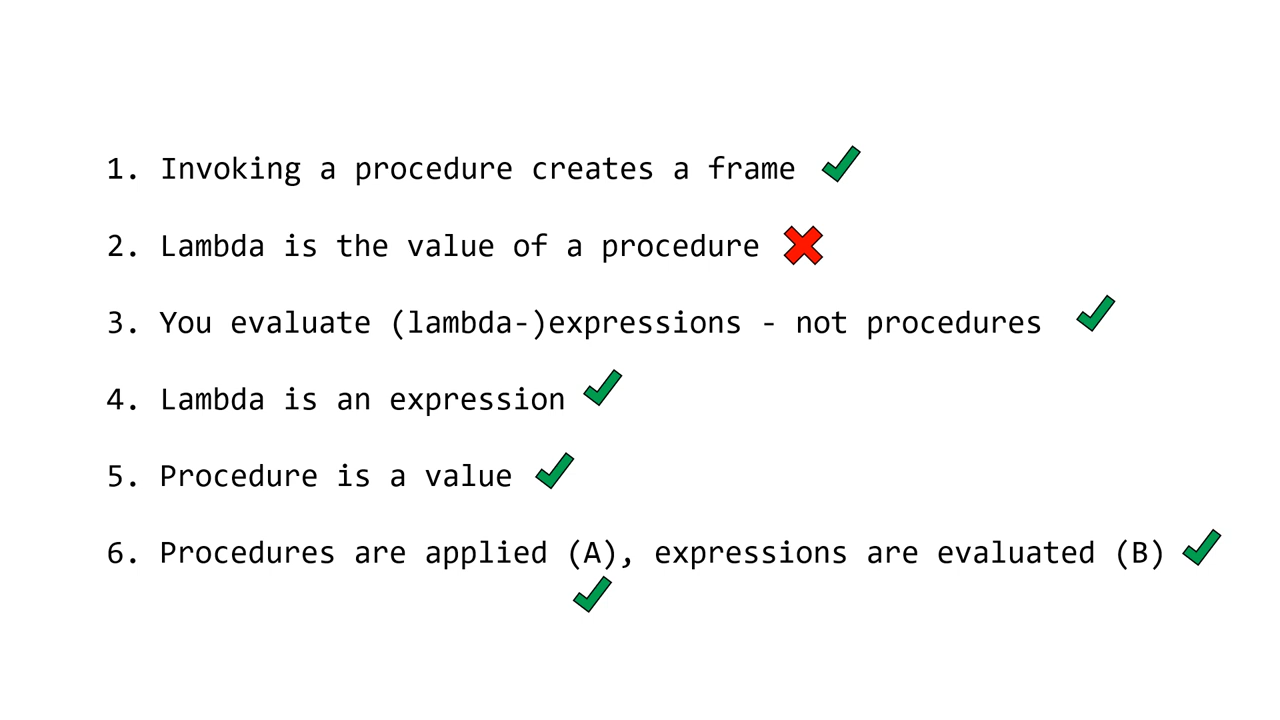 1. Invoking a procedure creates a frame
2. Lambda is the value of a procedure
3. You evaluate (lambda-)expressions - not procedures
4. Lambda is an expression
5. Procedure is a value
6. Procedures are applied (A), expressions are evaluated (B)